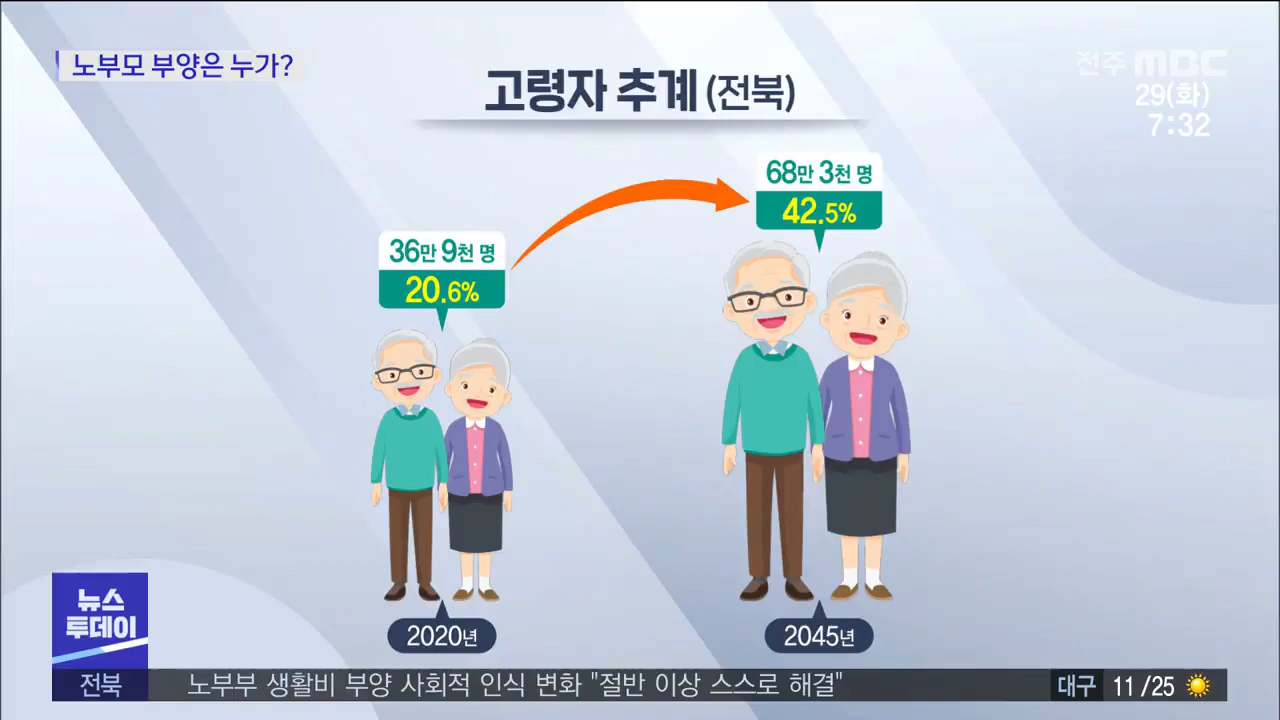 노부모 부양은 누가?
고령자 추계 (전북)
전주 MBC
29(화)
7:32
68만 3천 명
42.5%
36만 9천 명
20.6%
2020년
2045년
뉴스
투데이
전북
노부부 생활비 부양 사회적 인식 변화 "절반 이상 스스로 해결"
대구 11/25